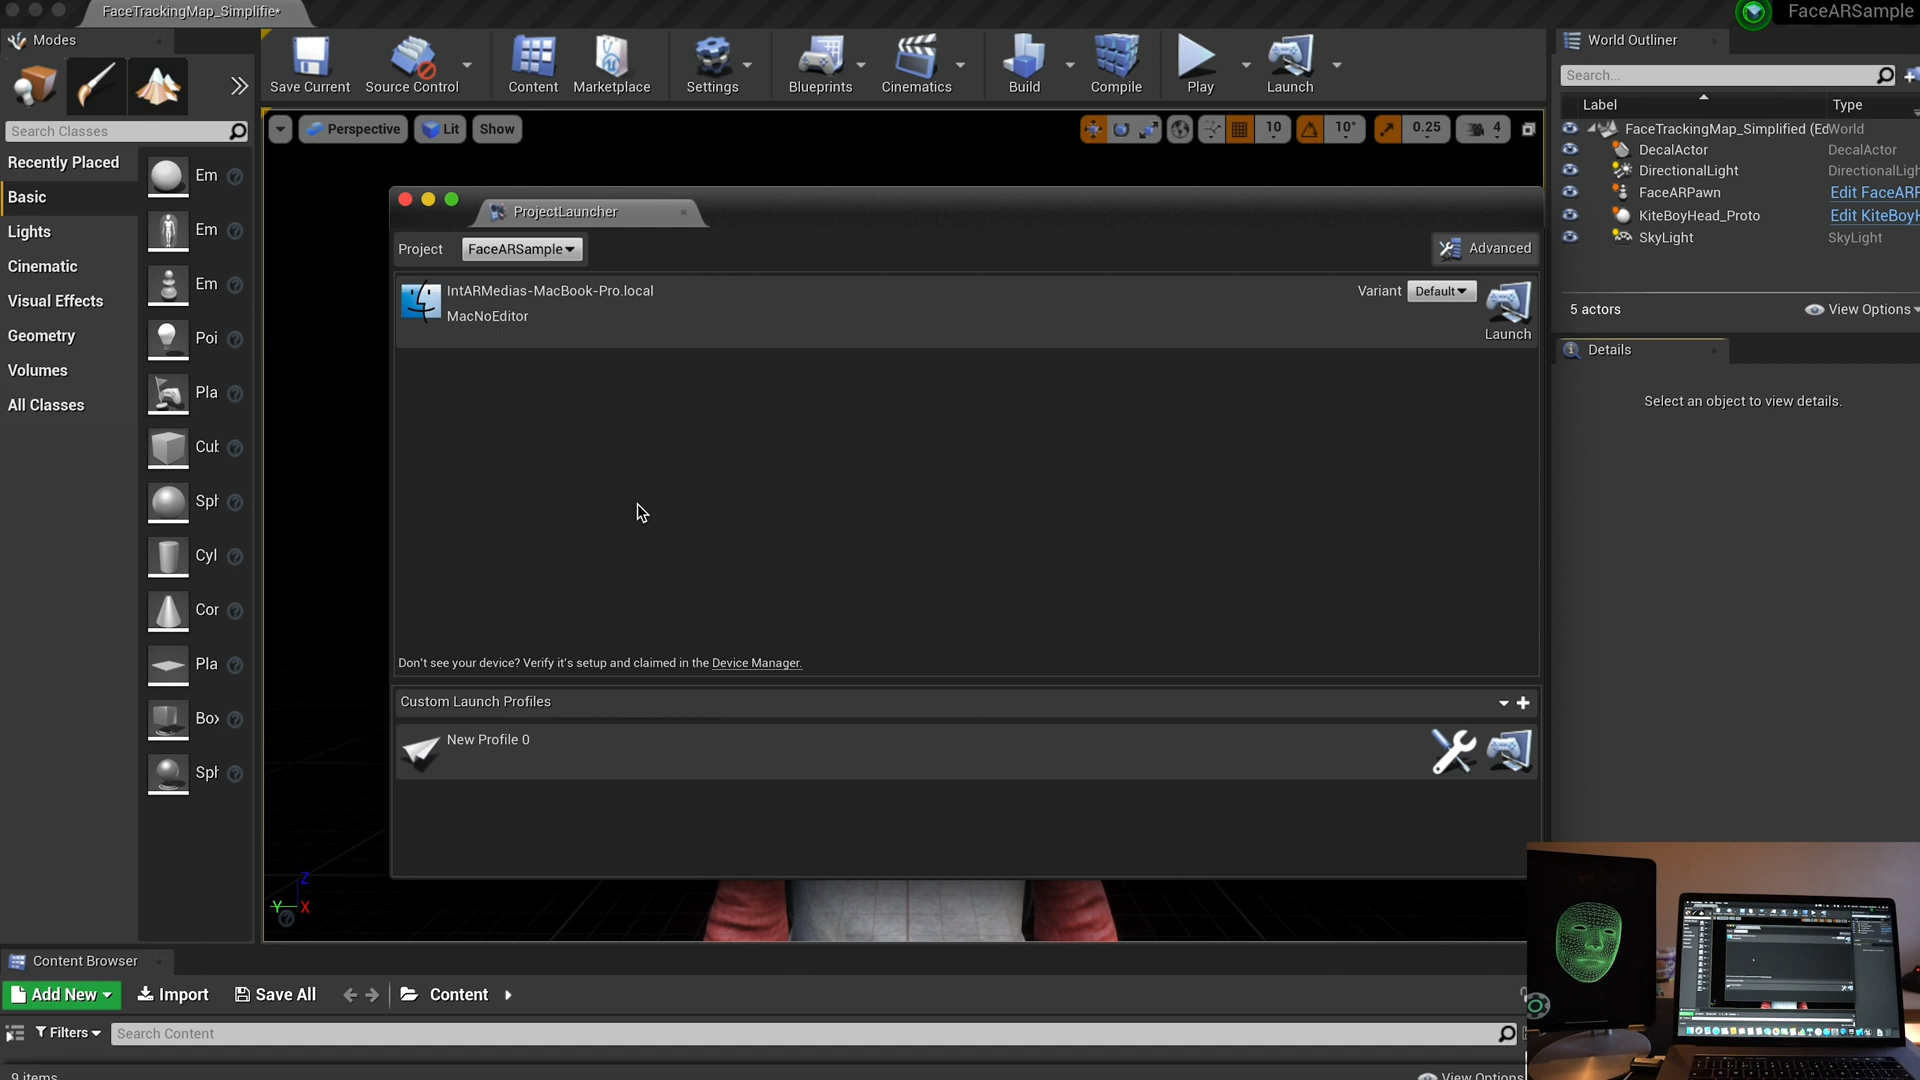 FaceTrackingMap_Simplifie*
FaceARSample
Modes
Search Classes
Recently Placed
Basic
Lights
Cinematic
Visual Effects
Geometry
Volumes
All Classes
Em
Em
Em
Poi
Pla
Cub
Sph
Cyl
Con
Pla
Box
Sph
Save Current
Source Control
Content
Marketplace
Settings
Blueprints
Cinematics
Build
Compile
Play
Launch
Perspective
Lit
Show
10
10°
0.25
4
ProjectLauncher
Project
FaceARSample
Advanced
IntARMedias-MacBook-Pro.local
MacNoEditor
Variant
Default
Launch
Don't see your device? Verify it's setup and claimed in the Device Manager.
Custom Launch Profiles
New Profile 0
Z
Y
X
World Outliner
Search...
Label
Type
FaceTrackingMap_Simplified (Ed
World
DecalActor
DecalActor
DirectionalLight
DirectionalLigh
FaceARPawn
Edit FaceARP
KiteBoyHead_Proto
Edit KiteBoyH
SkyLight
SkyLight
5 actors
View Options
Details
Select an object to view details.
Content Browser
Add New
Import
Save All
Content
Filters
Search Content
9 items
View Options